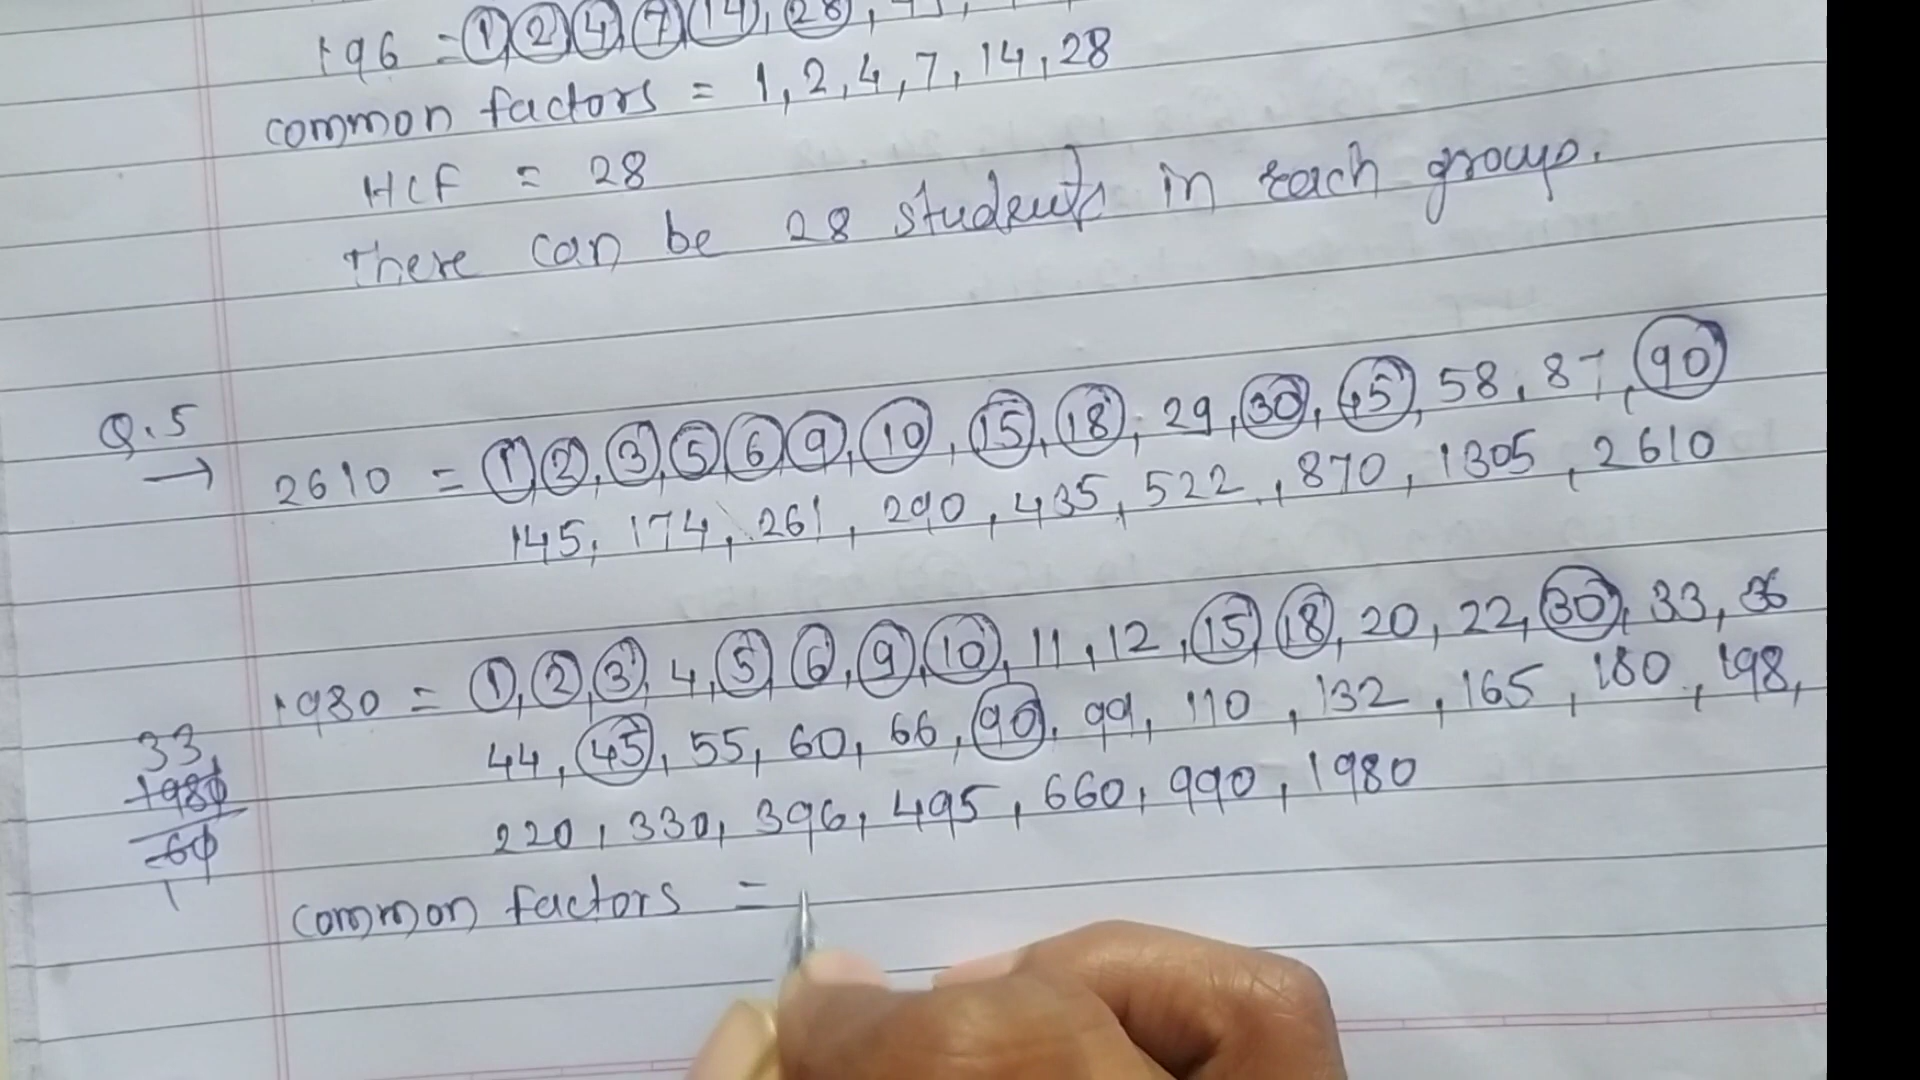 196 = 1, 2, 4, 7, 14, 28,
common factors = 1, 2, 4, 7, 14, 28
HCF = 28
There can be 28 students in each group.
Q.5
→ 2610 = 1, 2, 3, 5, 6, 9, 10, 15, 18, 29, 30, 45, 58, 87, 90
145, 174, 261, 290, 435, 522, 870, 1305, 2610
1980 = 1, 2, 3, 4, 5, 6, 9, 10, 11, 12, 15, 18, 20, 22, 30, 33, 36
44, 45, 55, 60, 66, 90, 99, 110, 132, 165, 180, 198,
220, 330, 396, 495, 660, 990, 1980
33
1980
60
1
common factors =